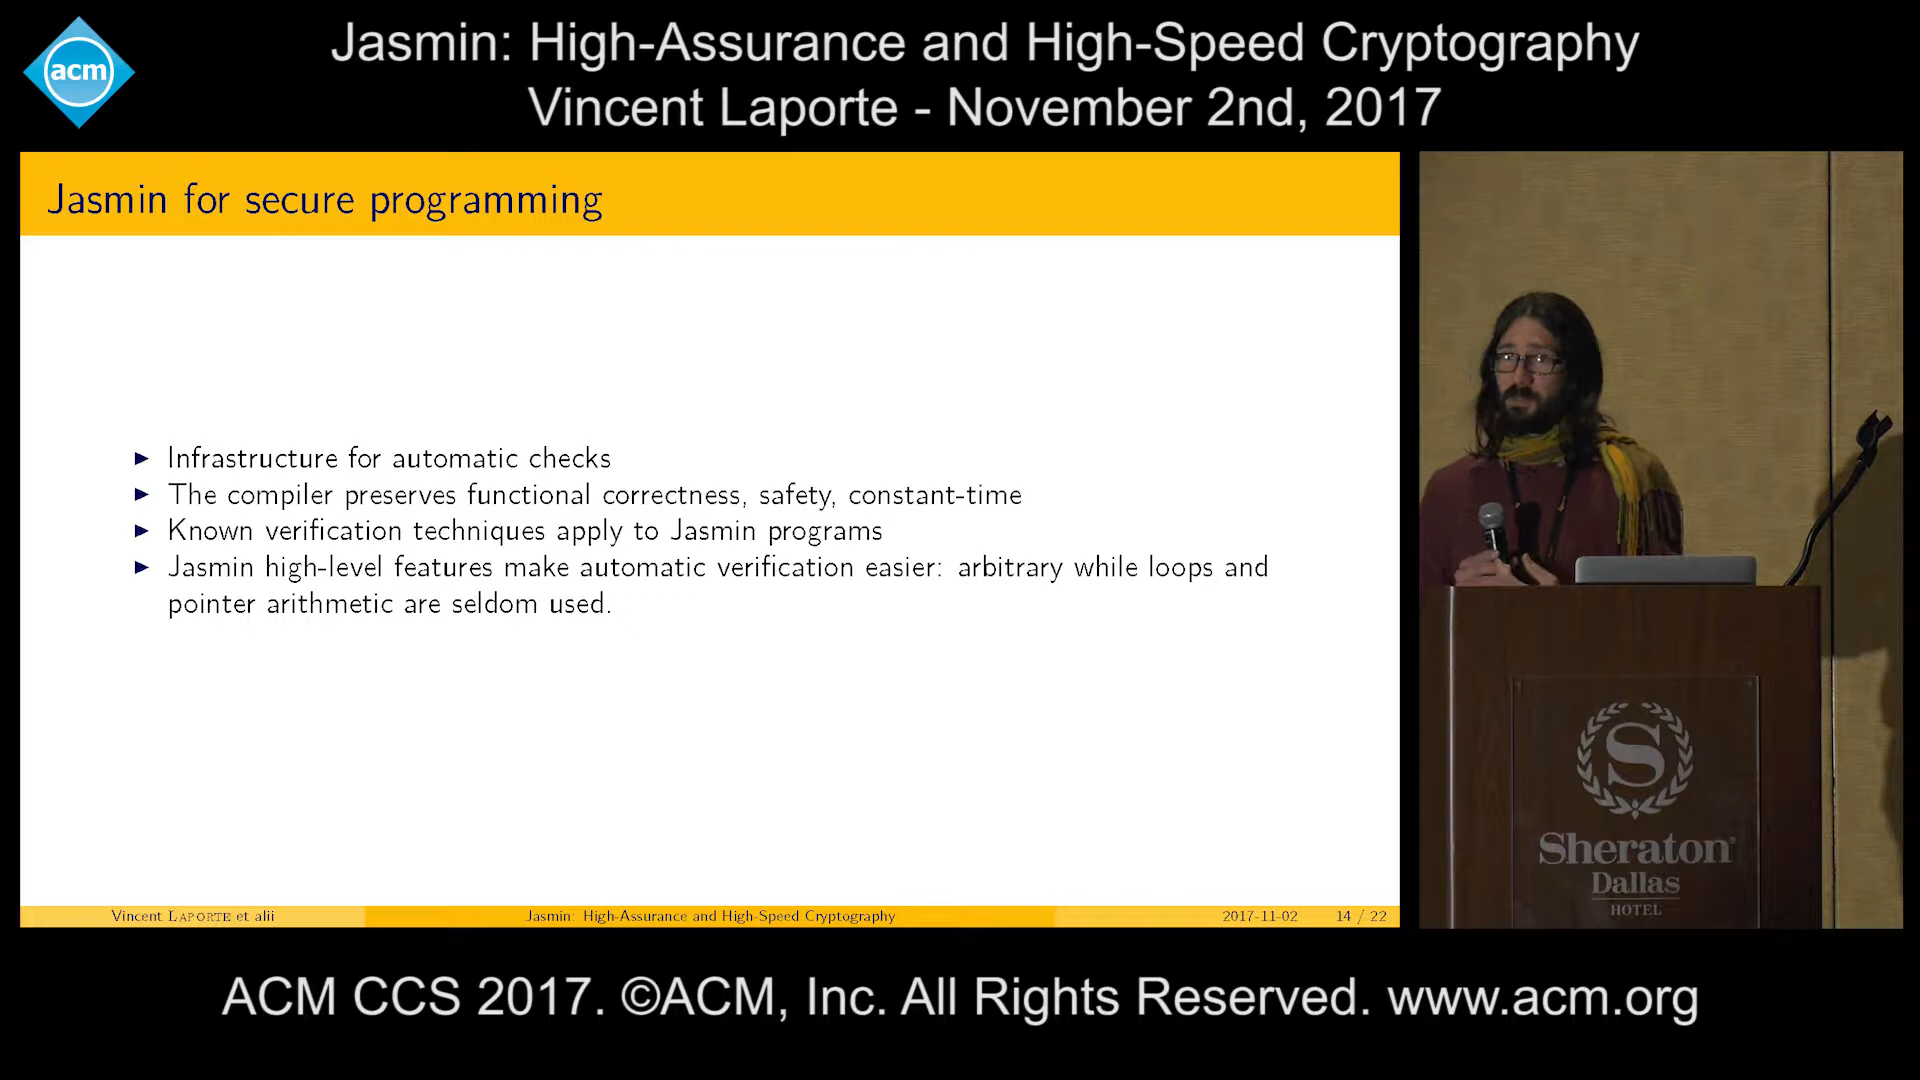 acm
Jasmin: High-Assurance and High-Speed Cryptography
Vincent Laporte - November 2nd, 2017
Jasmin for secure programming
▶ Infrastructure for automatic checks
▶ The compiler preserves functional correctness, safety, constant-time
▶ Known verification techniques apply to Jasmin programs
▶ Jasmin high-level features make automatic verification easier: arbitrary while loops and
pointer arithmetic are seldom used.
Vincent LAPORTE et alii
Jasmin: High-Assurance and High-Speed Cryptography
2017-11-02
14 / 22
S
Sheraton®
Dallas
HOTEL
ACM CCS 2017. ©ACM, Inc. All Rights Reserved. www.acm.org